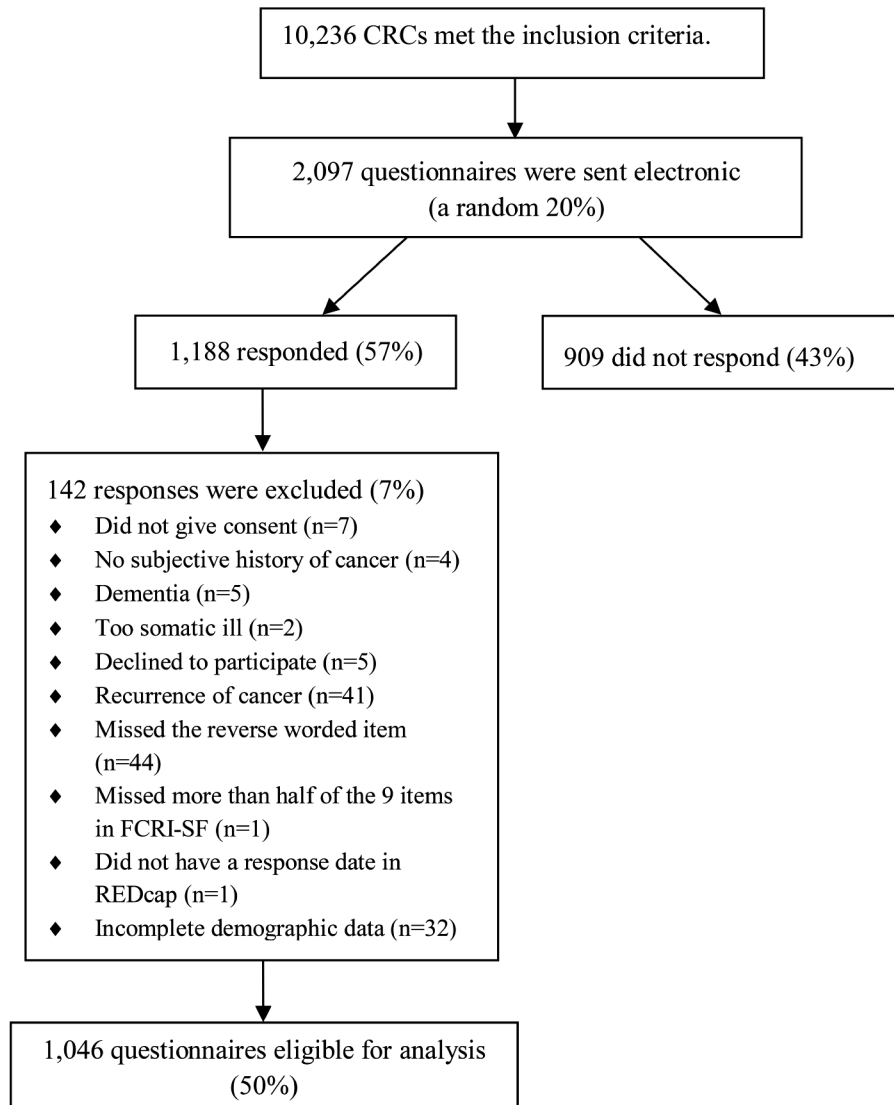 10,236 CRCs met the inclusion criteria.
2,097 questionnaires were sent electronic
(a random 20%)
1,188 responded (57%)
909 did not respond (43%)
142 responses were excluded (7%)
♦ Did not give consent (n=7)
♦ No subjective history of cancer (n=4)
♦ Dementia (n=5)
♦ Too somatic ill (n=2)
♦ Declined to participate (n=5)
♦ Recurrence of cancer (n=41)
♦ Missed the reverse worded item
(n=44)
♦ Missed more than half of the 9 items
in FCRI-SF (n=1)
♦ Did not have a response date in
REDcap (n=1)
♦ Incomplete demographic data (n=32)
1,046 questionnaires eligible for analysis
(50%)